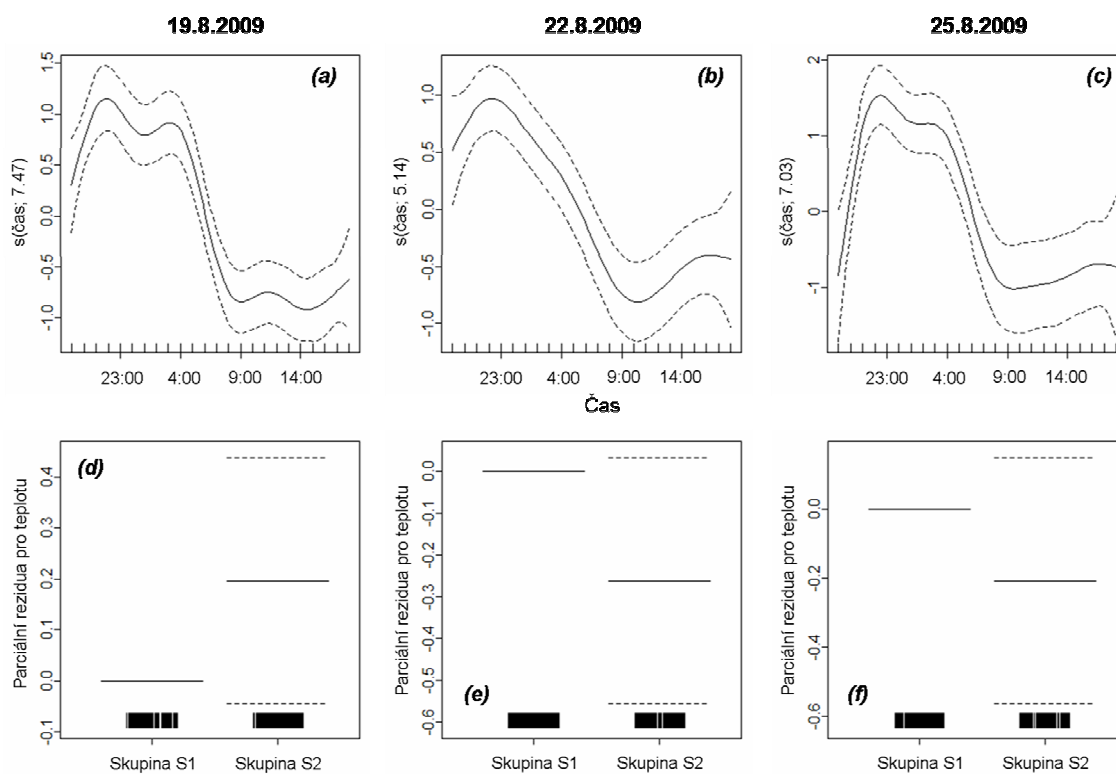 19.8.2009
22.8.2009
25.8.2009
(a)
s(čas; 7.47)
1.5
1.0
0.5
0.0
-0.5
-1.0
23:00 4:00 9:00 14:00
(b)
s(čas; 5.14)
1.0
0.5
0.0
-0.5
-1.0
23:00 4:00 9:00 14:00
Čas
(c)
s(čas; 7.03)
2
1
0
-1
23:00 4:00 9:00 14:00
(d)
Parciální rezidua pro teplotu
0.4
0.3
0.2
0.1
0.0
-0.1
Skupina S1 Skupina S2
(e)
Parciální rezidua pro teplotu
0.0
-0.1
-0.2
-0.3
-0.4
-0.5
-0.6
Skupina S1 Skupina S2
(f)
Parciální rezidua pro teplotu
0.0
-0.2
-0.4
-0.6
Skupina S1 Skupina S2